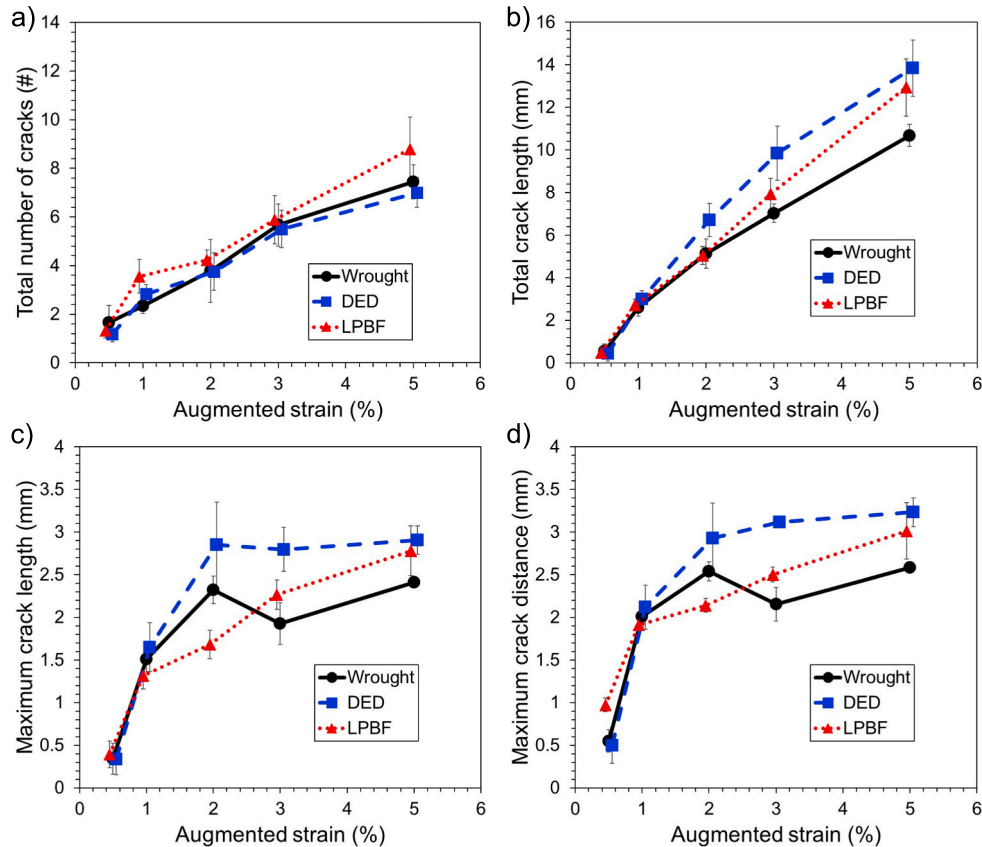 a)
Total number of cracks (#)
14
12
10
8
6
4
2
0
0 1 2 3 4 5 6
Augmented strain (%)
Wrought
DED
LPBF
b)
Total crack length (mm)
16
14
12
10
8
6
4
2
0
0 1 2 3 4 5 6
Augmented strain (%)
Wrought
DED
LPBF
c)
Maximum crack length (mm)
4
3.5
3
2.5
2
1.5
1
0.5
0
0 1 2 3 4 5 6
Augmented strain (%)
Wrought
DED
LPBF
d)
Maximum crack distance (mm)
4
3.5
3
2.5
2
1.5
1
0.5
0
0 1 2 3 4 5 6
Augmented strain (%)
Wrought
DED
LPBF